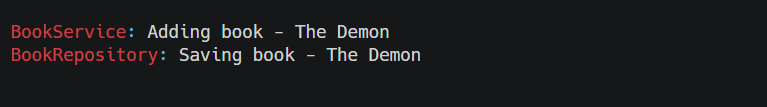 BookService: Adding book – The Demon
BookRepository: Saving book – The Demon